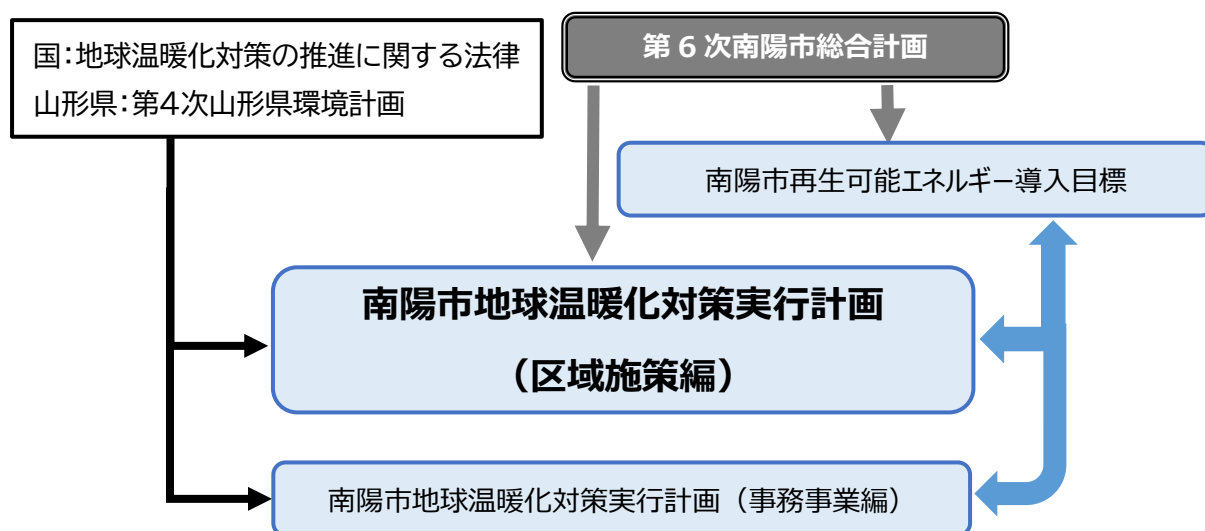 国：地球温暖化対策の推進に関する法律
山形県：第4次山形県環境計画
第 6 次南陽市総合計画
南陽市再生可能エネルギー導入目標
南陽市地球温暖化対策実行計画
（区域施策編）
南陽市地球温暖化対策実行計画（事務事業編）